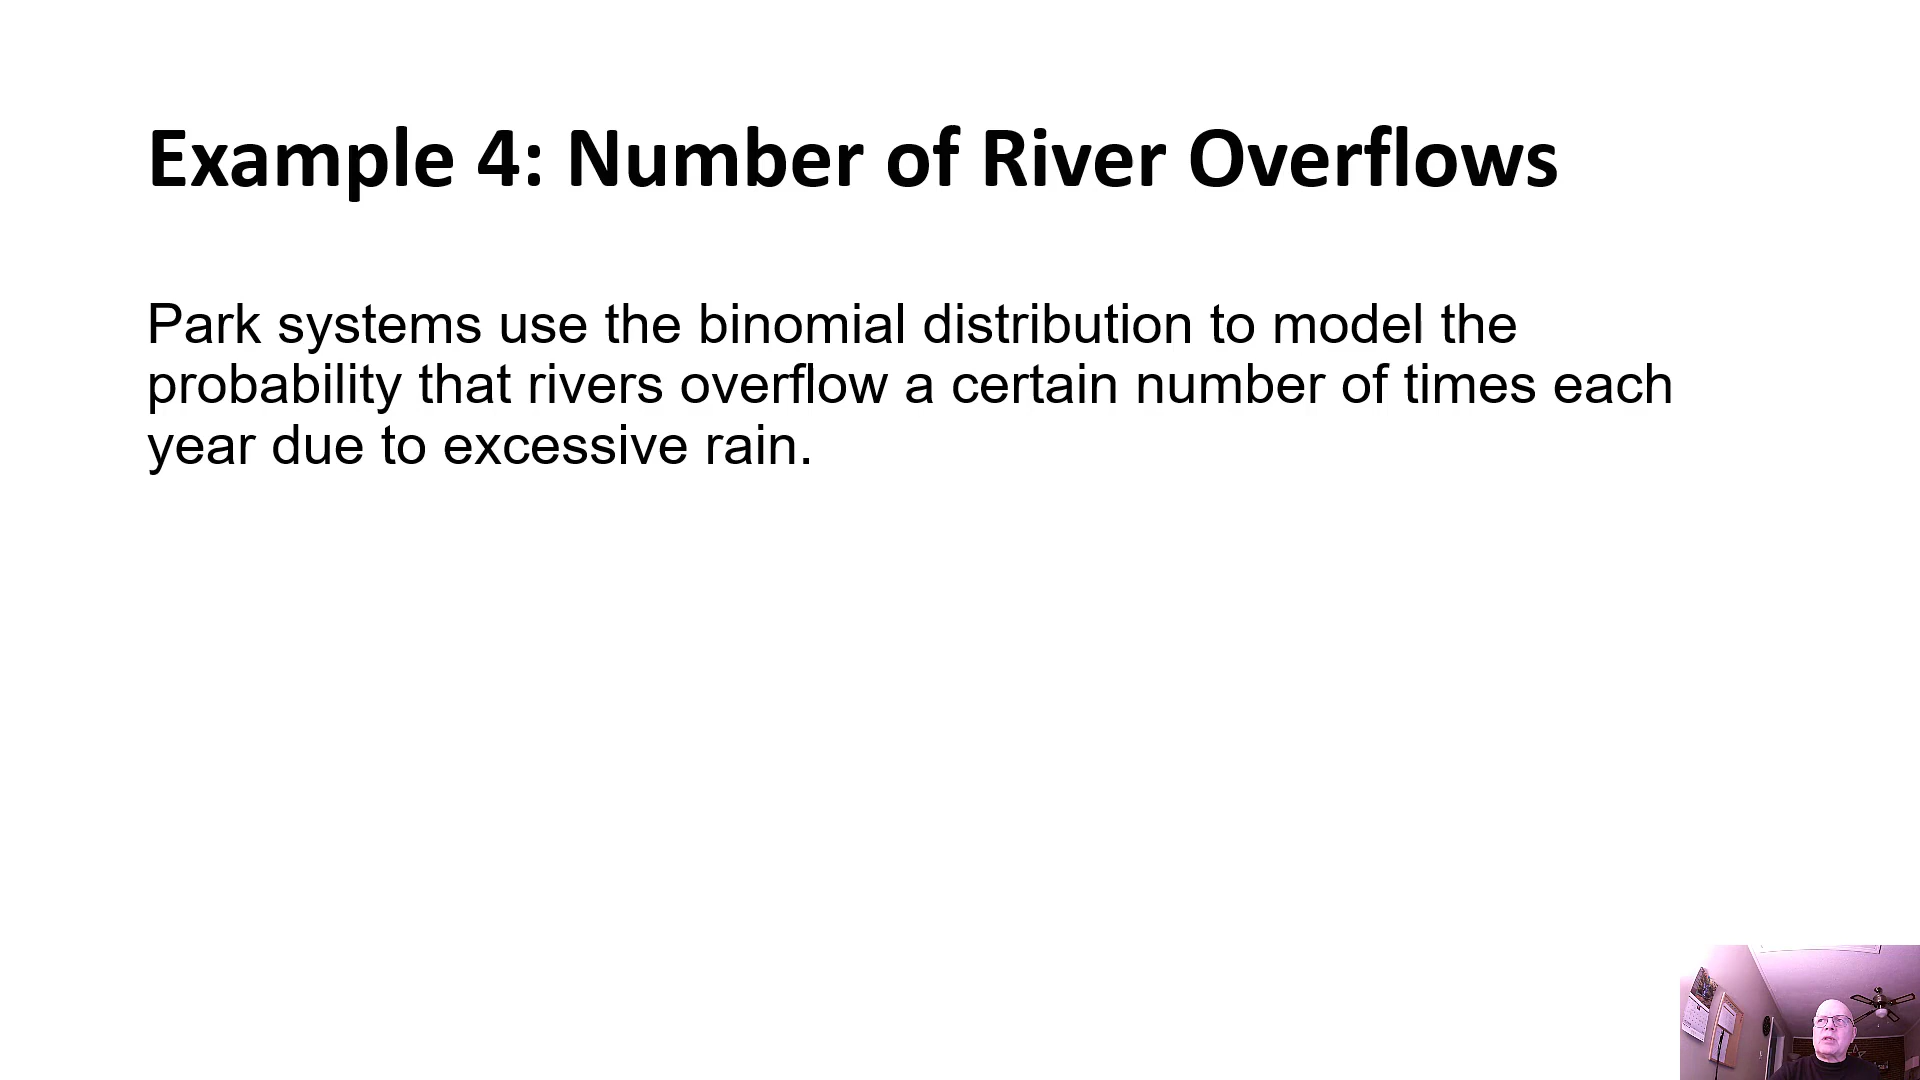 Example 4: Number of River Overflows
Park systems use the binomial distribution to model the
probability that rivers overflow a certain number of times each
year due to excessive rain.